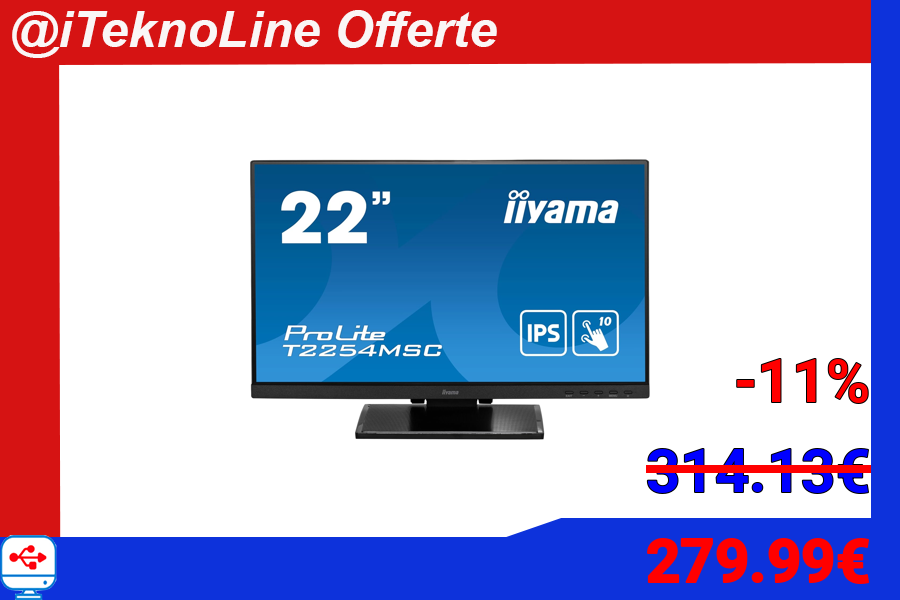 @iTeknoLine Offerte
22”
iiyama
ProLite
T2254MSC
IPS
10
iiyama
-11%
314.13€
279.99€